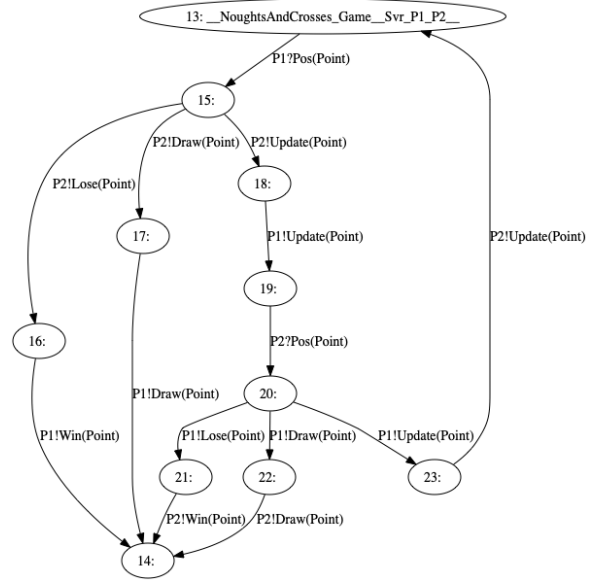 13: __NoughtsAndCrosses_Game__Svr_P1_P2__
P1?Pos(Point)
15:
P2!Draw(Point)
P2!Update(Point)
P2!Lose(Point)
18:
17:
P1!Update(Point)
P2!Update(Point)
19:
16:
P2?Pos(Point)
P1!Draw(Point)
20:
P1!Win(Point)
P1!Lose(Point)
P1!Draw(Point)
P1!Update(Point)
21:
22:
23:
P2!Win(Point)
P2!Draw(Point)
14: